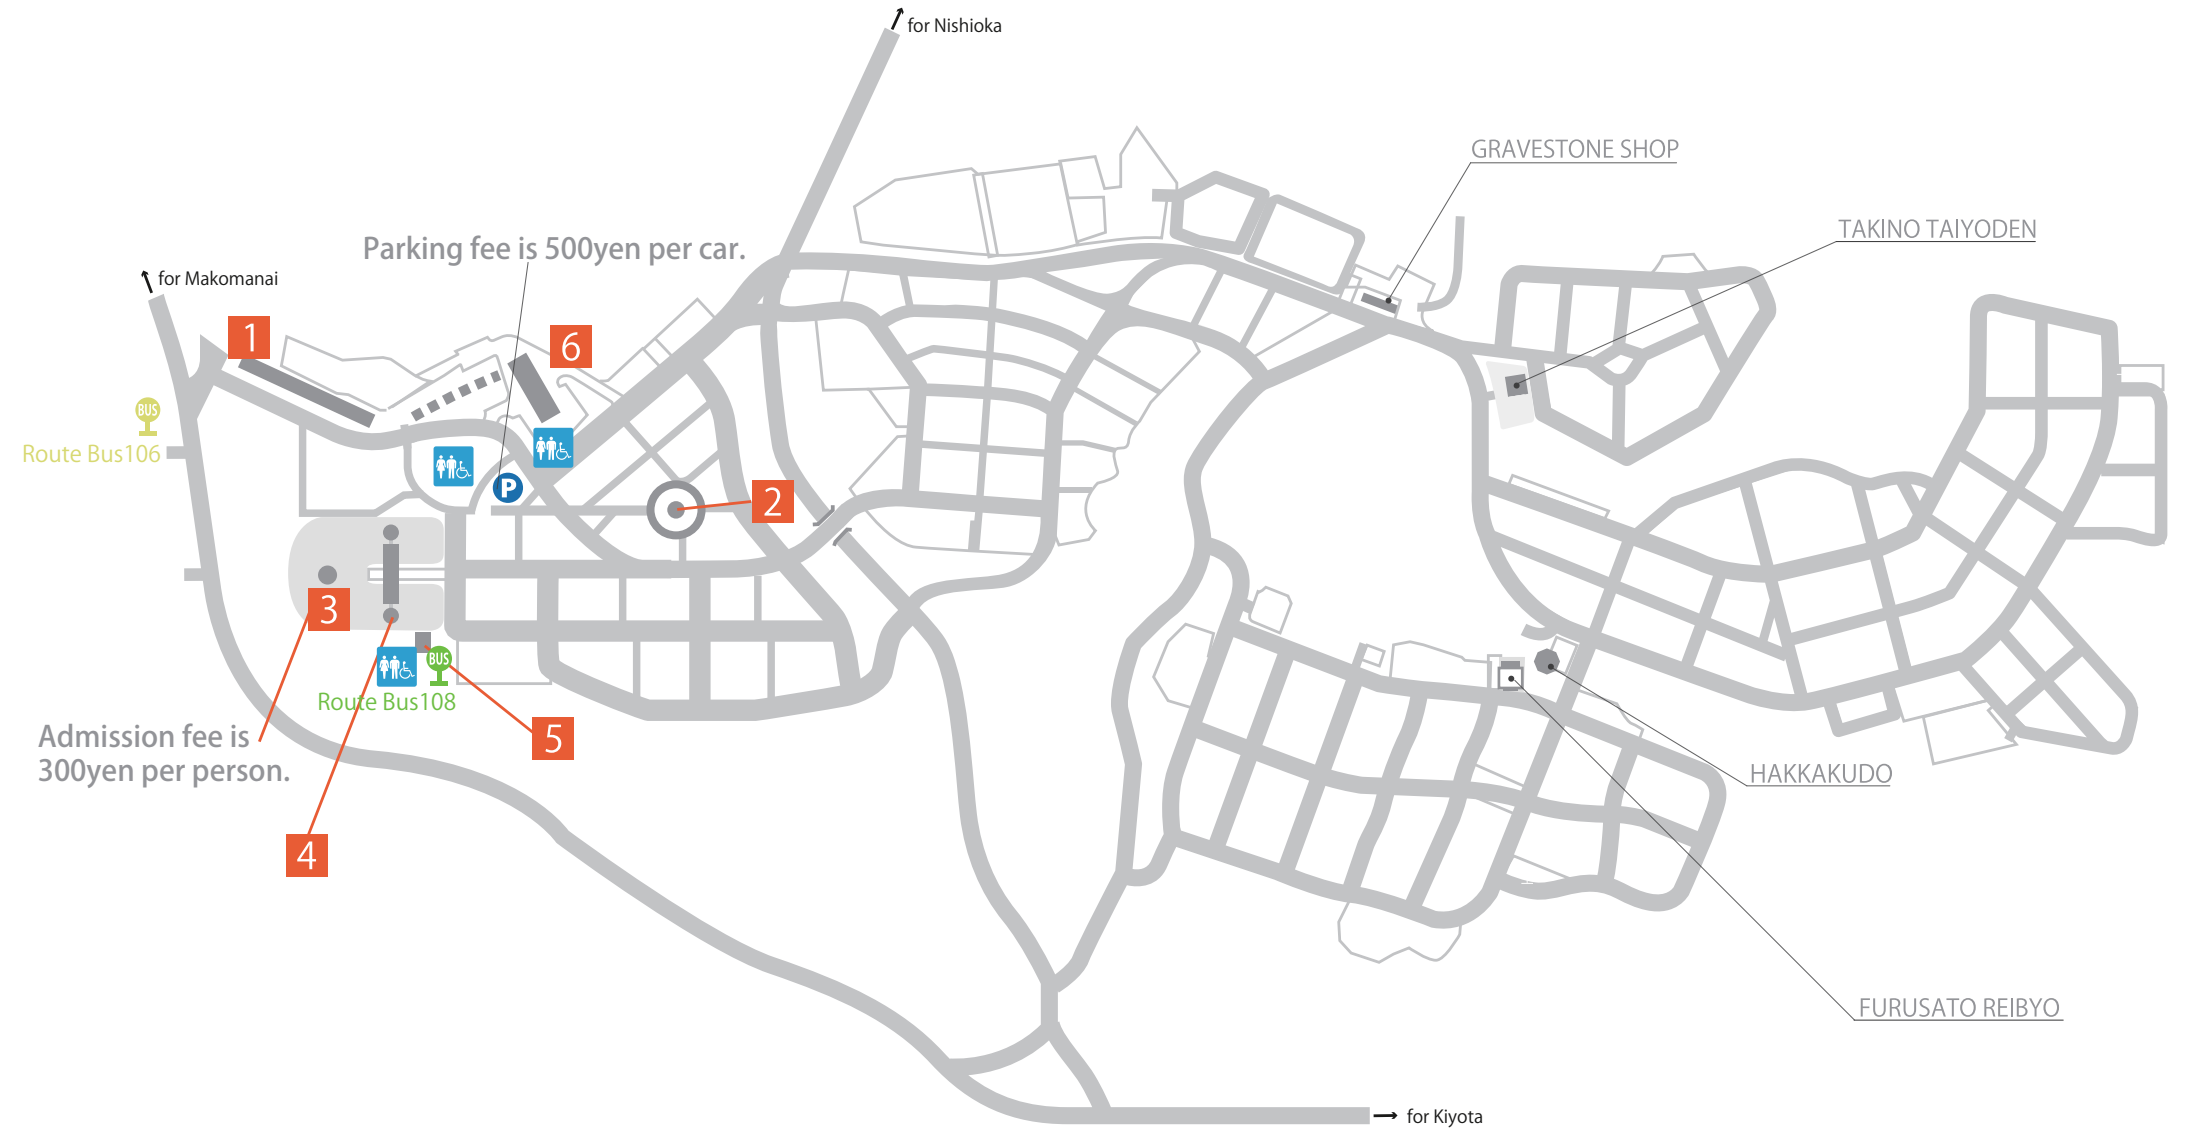 for Nishioka
GRAVESTONE SHOP
TAKINO TAIYODEN
Parking fee is 500yen per car.
for Makomanai
1
6
BUS
Route Bus106
P
2
3
BUS
Route Bus108
5
Admission fee is
300yen per person.
4
HAKKAKUDO
FURUSATO REIBYO
for Kiyota